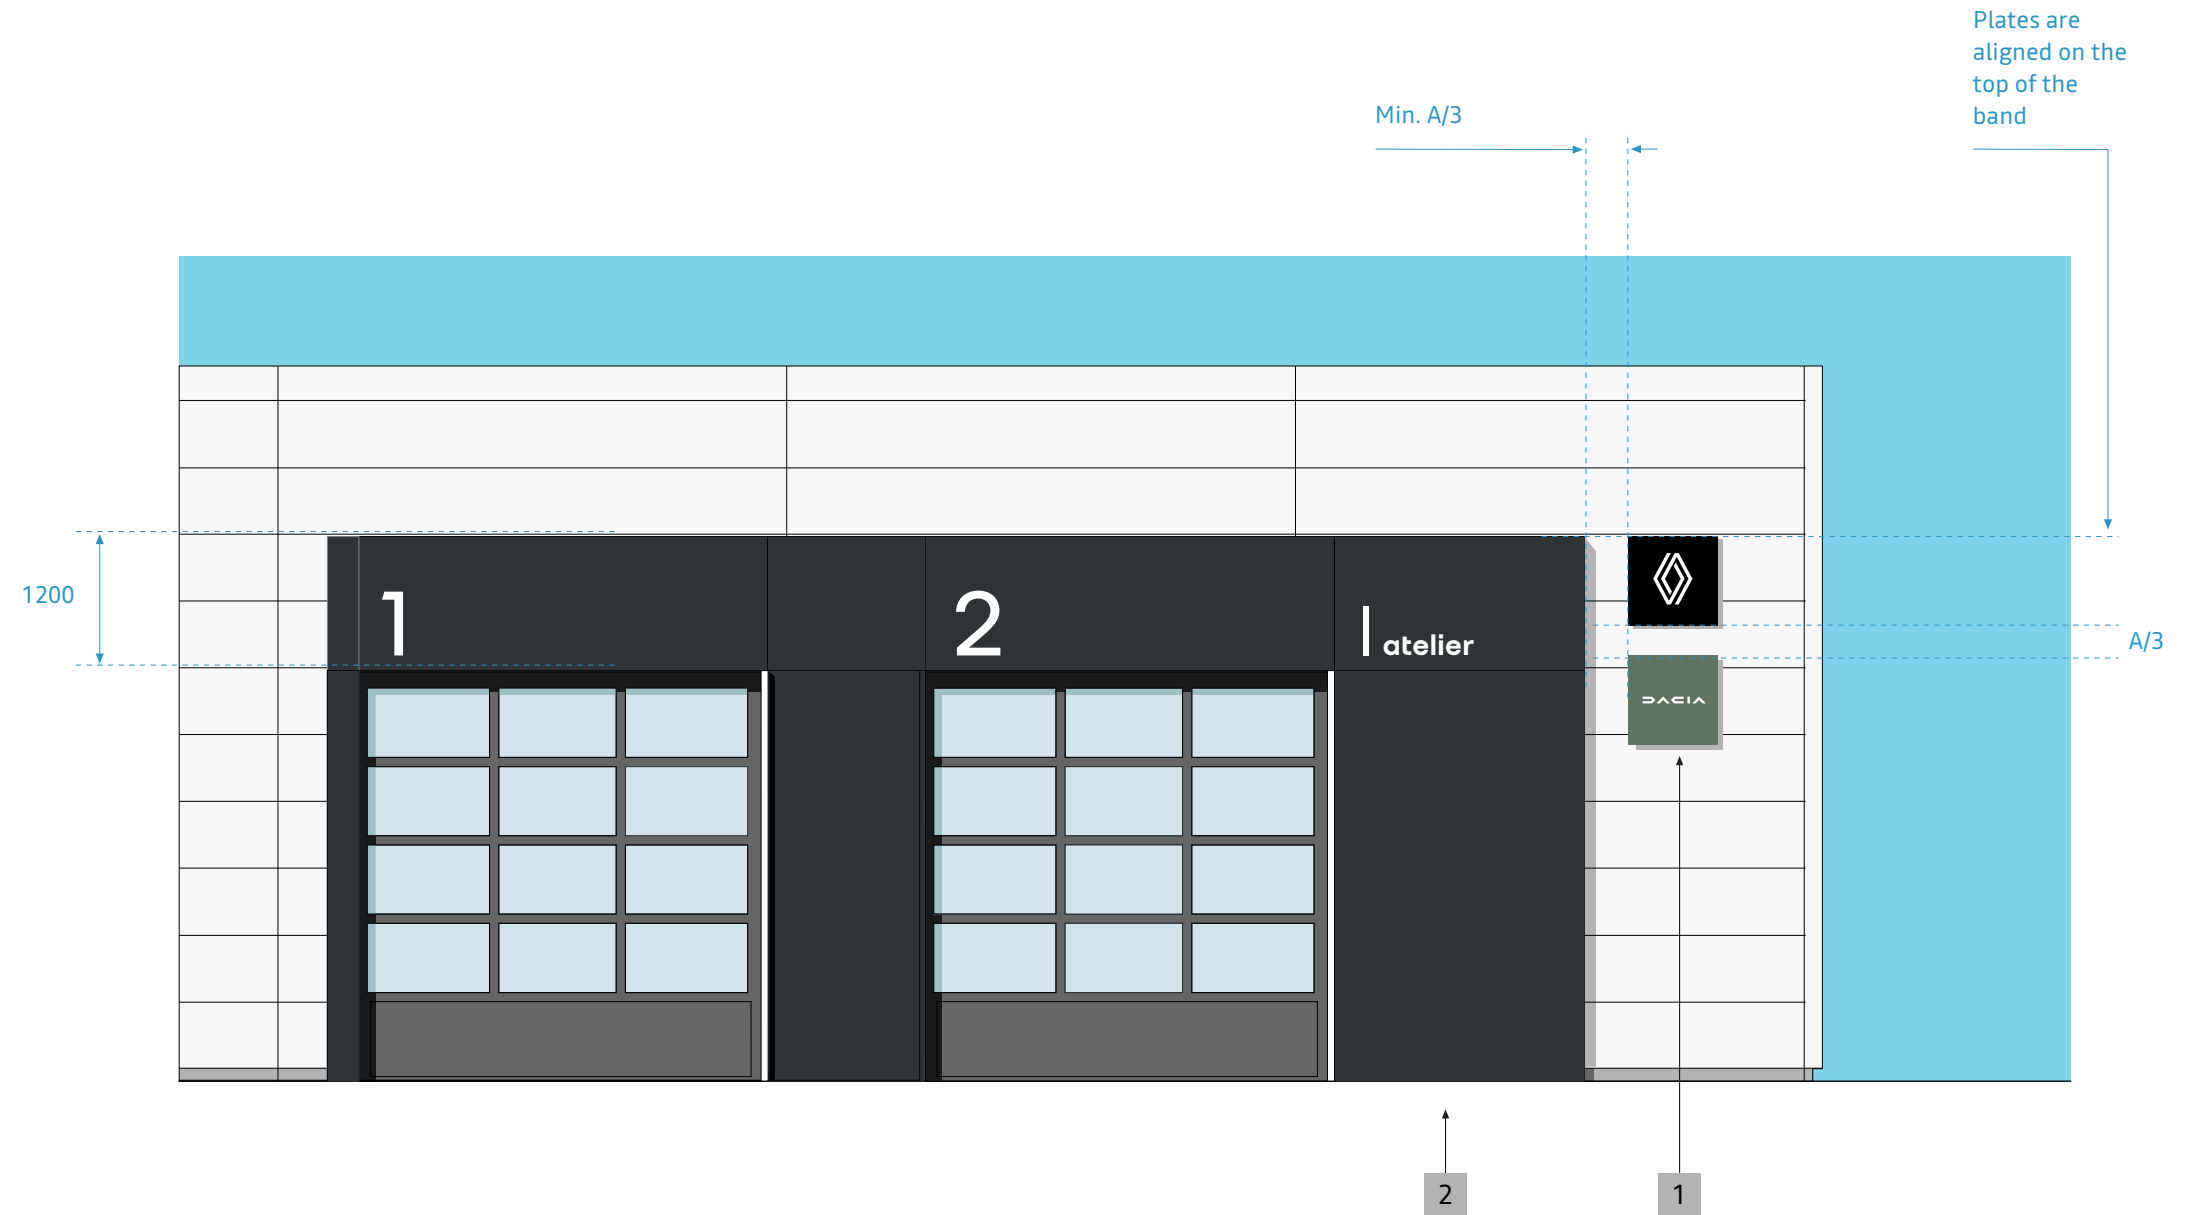 Plates are
aligned on the
top of the
band
Min. A/3
1200
1
2
atelier
A/3
DACIA
2
1